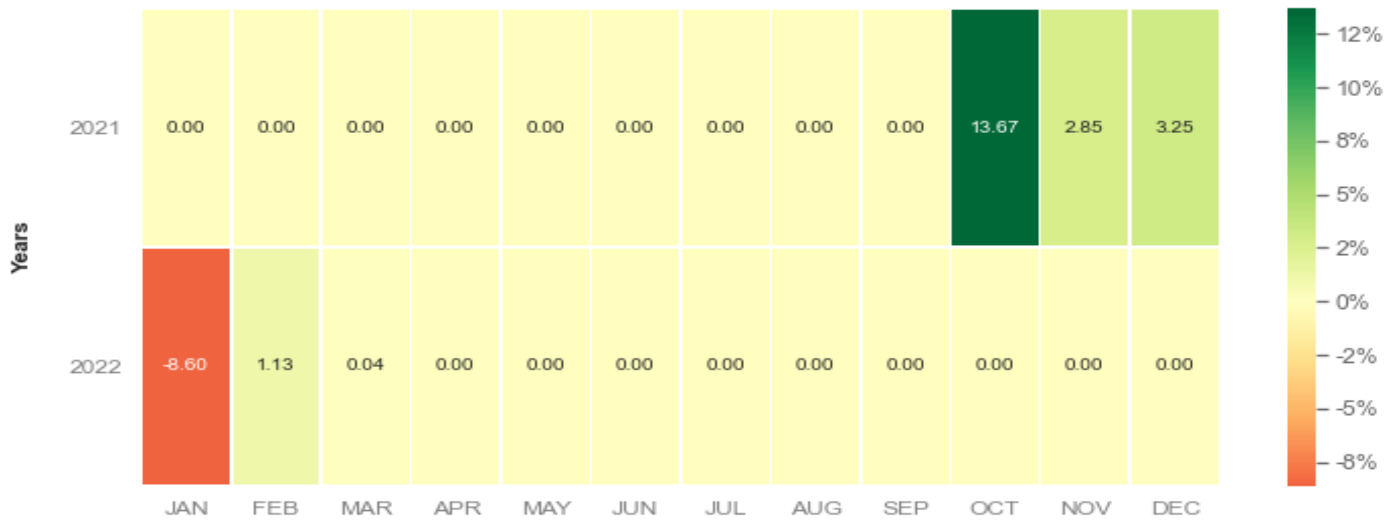 12%
2021 0.00 0.00 0.00 0.00 0.00 0.00 0.00 0.00 0.00 13.67 2.85 3.25
10%
8%
5%
2%
Years
0%
2022 -8.60 1.13 0.04 0.00 0.00 0.00 0.00 0.00 0.00 0.00 0.00 0.00
-2%
-5%
-8%
JAN FEB MAR APR MAY JUN JUL AUG SEP OCT NOV DEC